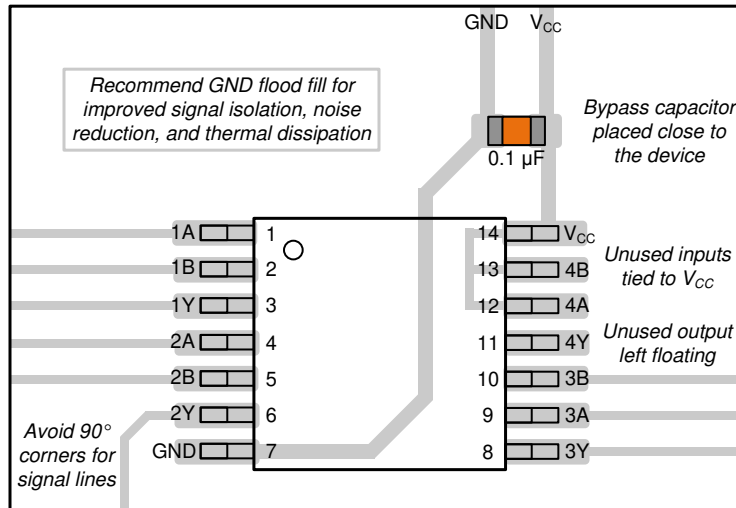 GND V_CC
Recommend GND flood fill for
improved signal isolation, noise
reduction, and thermal dissipation
Bypass capacitor
placed close to
the device
0.1 µF
1A 1 14 V_CC
1B 2 13 4B
1Y 3 12 4A
2A 4 11 4Y
2B 5 10 3B
2Y 6 9 3A
GND 7 8 3Y
Unused inputs
tied to V_CC
Unused output
left floating
Avoid 90°
corners for
signal lines